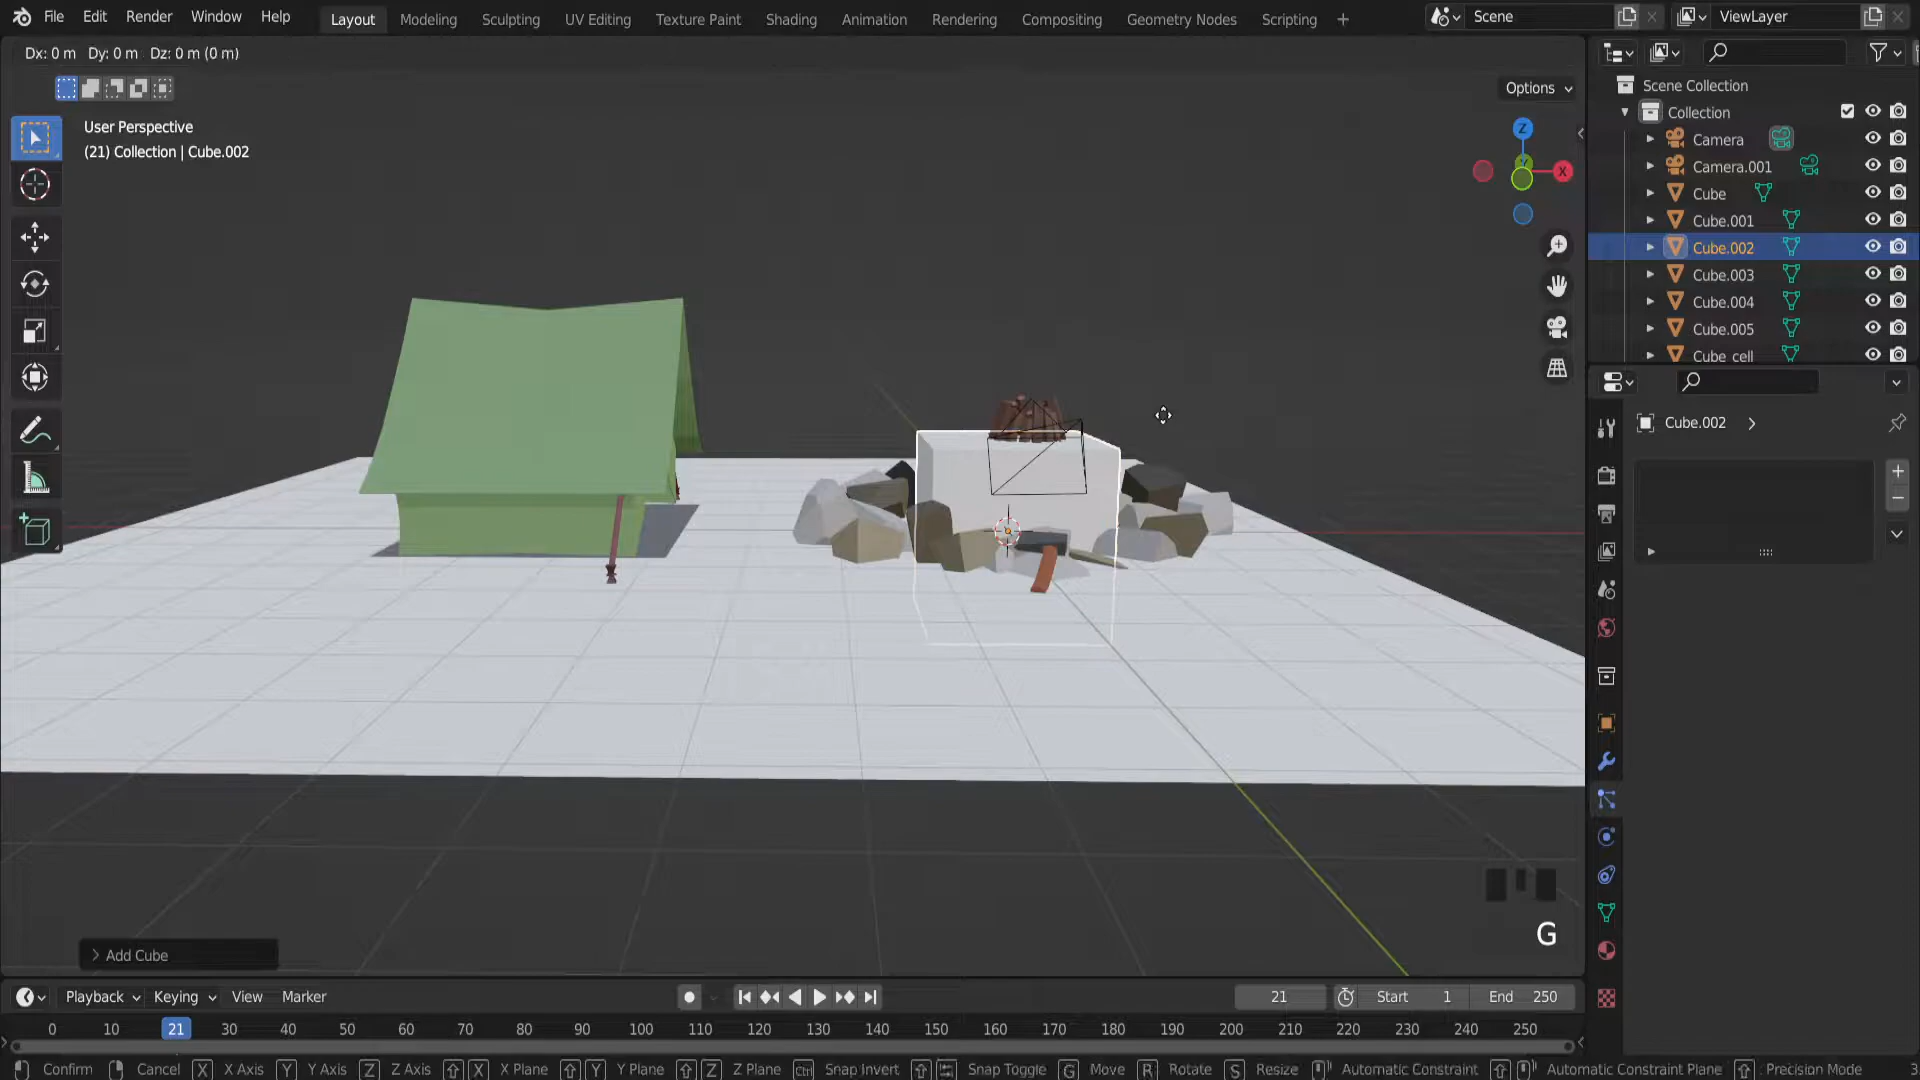 File Edit Render Window Help Layout Modeling Sculpting UV Editing Texture Paint Shading Animation Rendering Compositing Geometry Nodes Scripting + Scene ViewLayer
Dx: 0 m Dy: 0 m Dz: 0 m (0 m)
Options
User Perspective
(21) Collection | Cube.002
Z
X
Scene Collection
Collection
Camera
Camera.001
Cube
Cube.001
Cube.002
Cube.003
Cube.004
Cube.005
Cube cell
Cube.002
G
Add Cube
Playback Keying View Marker 21 Start 1 End 250
0 10 21 30 40 50 60 70 80 90 100 110 120 130 140 150 160 170 180 190 200 210 220 230 240 250
Confirm Cancel X X Axis Y Y Axis Z Z Axis X X Plane Y Y Plane Z Z Plane Ctrl Snap Invert Snap Toggle G Move R Rotate S Resize Automatic Constraint Automatic Constraint Plane Precision Mode